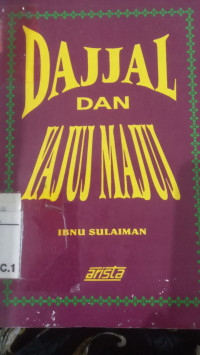 DAJJAL
DAN
YAJUJ MAJUJ
IBNU SULAIMAN
arista
C.1